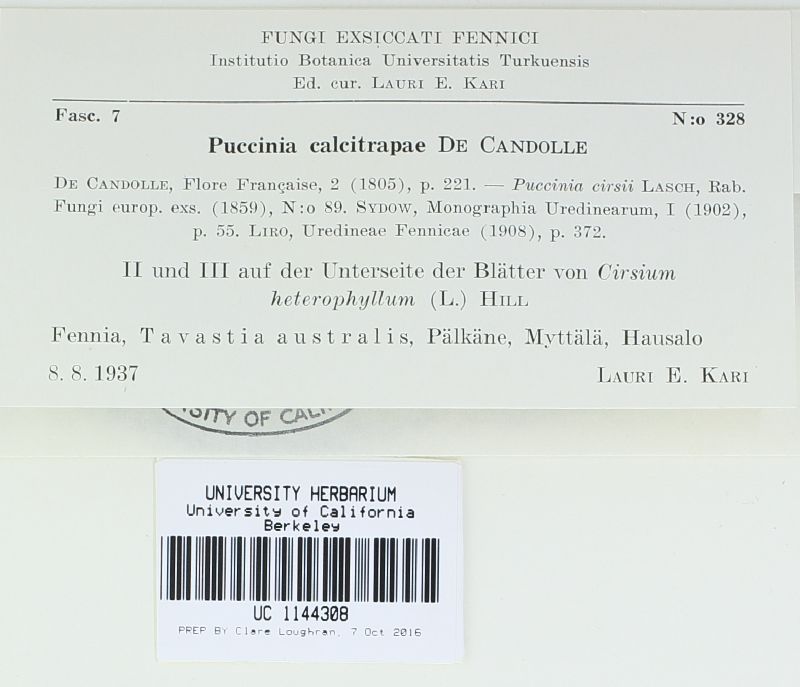 FUNGI EXSICCATI FENNICI
Institutio Botanica Universitatis Turkuensis
Ed. cur. LAURI E. KARI
Fasc. 7 N:o 328
Puccinia calcitrapae DE CANDOLLE
DE CANDOLLE, Flore Française, 2 (1805), p. 221. — Puccinia cirsii LASCH, Rab.
Fungi europ. exs. (1859), N:o 89. SYDOW, Monographia Uredinearum, I (1902),
p. 55. LIRO, Uredineae Fennicae (1908), p. 372.
II und III auf der Unterseite der Blätter von Cirsium
heterophyllum (L.) HILL
Fennia, Tavastia australis, Pälkäne, Myttälä, Hausalo
8. 8. 1937 LAURI E. KARI
SITY OF CALI
UNIVERSITY HERBARIUM
University of California
Berkeley
UC 1144308
PREP BY Clare Loughran, 7 Oct 2016